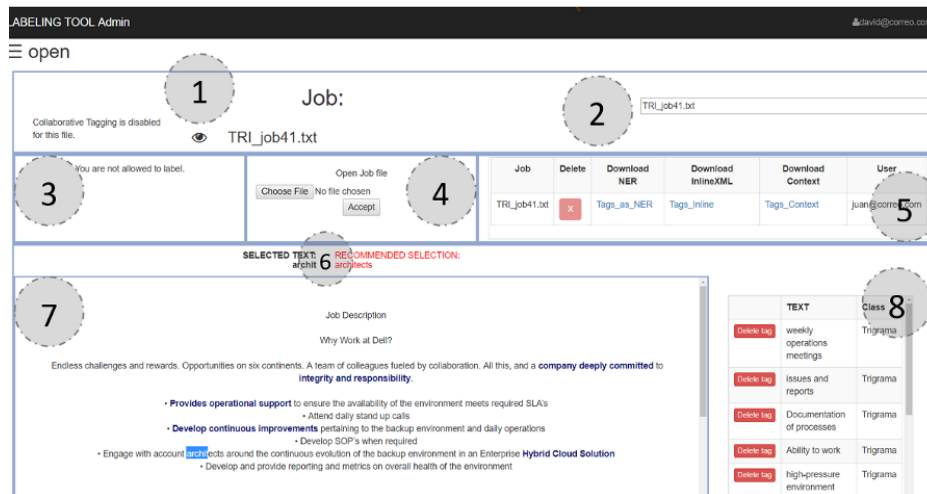 LABELING TOOL Admin
david@correo.com
☰ open
1
Job:
2
TRI_job41.txt
Collaborative Tagging is disabled
for this file.
TRI_job41.txt
3
You are not allowed to label.
Open Job file
Choose File No file chosen
Accept
4
Job Delete Download NER Download InlineXML Download Context User
TRI_job41.txt X Tags_as_NER Tags_Inline Tags_Context juan@correo.com
5
SELECTED TEXT: RECOMMENDED SELECTION:
archit 6 architects
7
Job Description
Why Work at Dell?
Endless challenges and rewards. Opportunities on six continents. A team of colleagues fueled by collaboration. All this, and a company deeply committed to
integrity and responsibility.
• Provides operational support to ensure the availability of the environment meets required SLA's
• Attend daily stand up calls
• Develop continuous improvements pertaining to the backup environment and daily operations
• Develop SOP's when required
• Engage with account architects around the continuous evolution of the backup environment in an Enterprise Hybrid Cloud Solution
• Develop and provide reporting and metrics on overall health of the environment
TEXT Class
8
Delete tag weekly operations meetings Trigrama
Delete tag issues and reports Trigrama
Delete tag Documentation of processes Trigrama
Delete tag Ability to work Trigrama
Delete tag high-pressure environment Trigrama